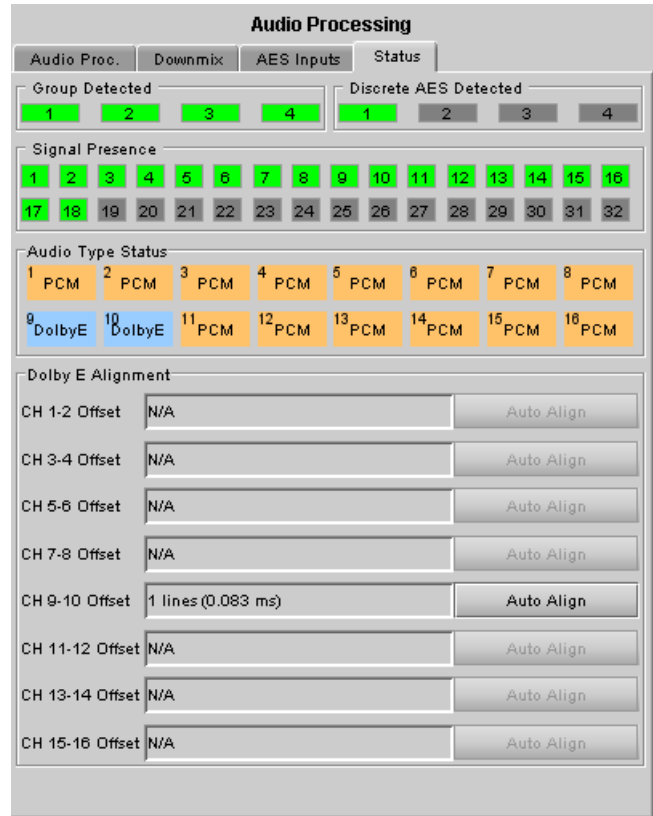 Audio Processing
Audio Proc. Downmix AES Inputs Status
Group Detected Discrete AES Detected
1 2 3 4 1 2 3 4
Signal Presence
1 2 3 4 5 6 7 8 9 10 11 12 13 14 15 16
17 18 19 20 21 22 23 24 25 26 27 28 29 30 31 32
Audio Type Status
1 PCM 2 PCM 3 PCM 4 PCM 5 PCM 6 PCM 7 PCM 8 PCM
9 DolbyE 10 DolbyE 11 PCM 12 PCM 13 PCM 14 PCM 15 PCM 16 PCM
Dolby E Alignment
CH 1-2 Offset N/A Auto Align
CH 3-4 Offset N/A Auto Align
CH 5-6 Offset N/A Auto Align
CH 7-8 Offset N/A Auto Align
CH 9-10 Offset 1 lines (0.083 ms) Auto Align
CH 11-12 Offset N/A Auto Align
CH 13-14 Offset N/A Auto Align
CH 15-16 Offset N/A Auto Align